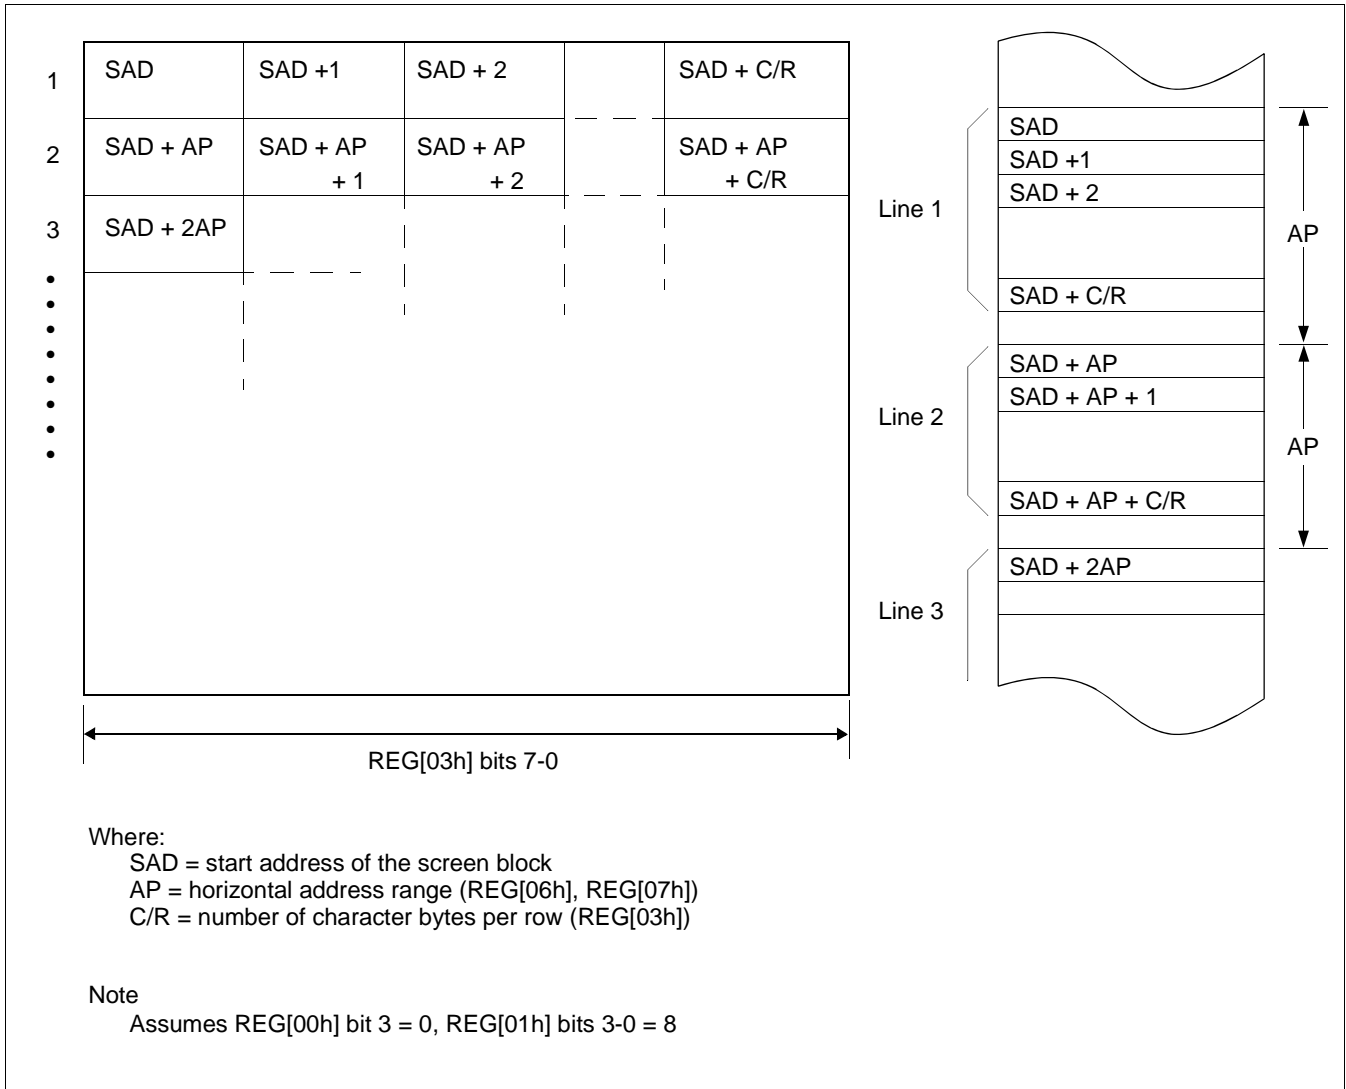 1 SAD SAD +1 SAD + 2 SAD + C/R
2 SAD + AP SAD + AP + 1 SAD + AP + 2 SAD + AP + C/R
3 SAD + 2AP
REG[03h] bits 7-0
Line 1
SAD
SAD +1
SAD + 2
SAD + C/R
AP
Line 2
SAD + AP
SAD + AP + 1
SAD + AP + C/R
AP
Line 3
SAD + 2AP
Where:
SAD = start address of the screen block
AP = horizontal address range (REG[06h], REG[07h])
C/R = number of character bytes per row (REG[03h])
Note
Assumes REG[00h] bit 3 = 0, REG[01h] bits 3-0 = 8